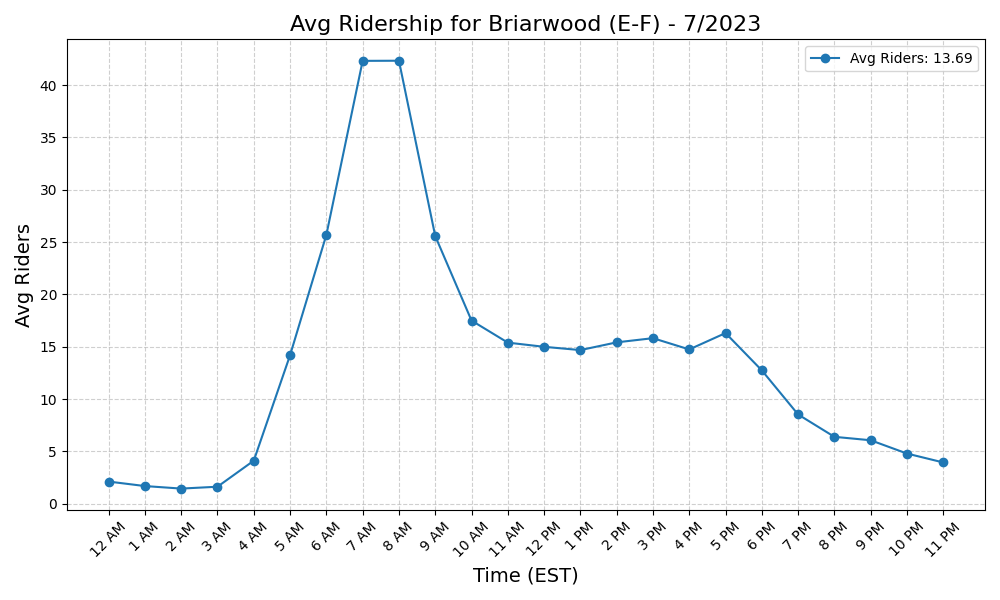 Avg Ridership for Briarwood (E-F) - 7/2023
Avg Riders: 13.69
Avg Riders
40
35
30
25
20
15
10
5
0
12 AM
1 AM
2 AM
3 AM
4 AM
5 AM
6 AM
7 AM
8 AM
9 AM
10 AM
11 AM
12 PM
1 PM
2 PM
3 PM
4 PM
5 PM
6 PM
7 PM
8 PM
9 PM
10 PM
11 PM
Time (EST)